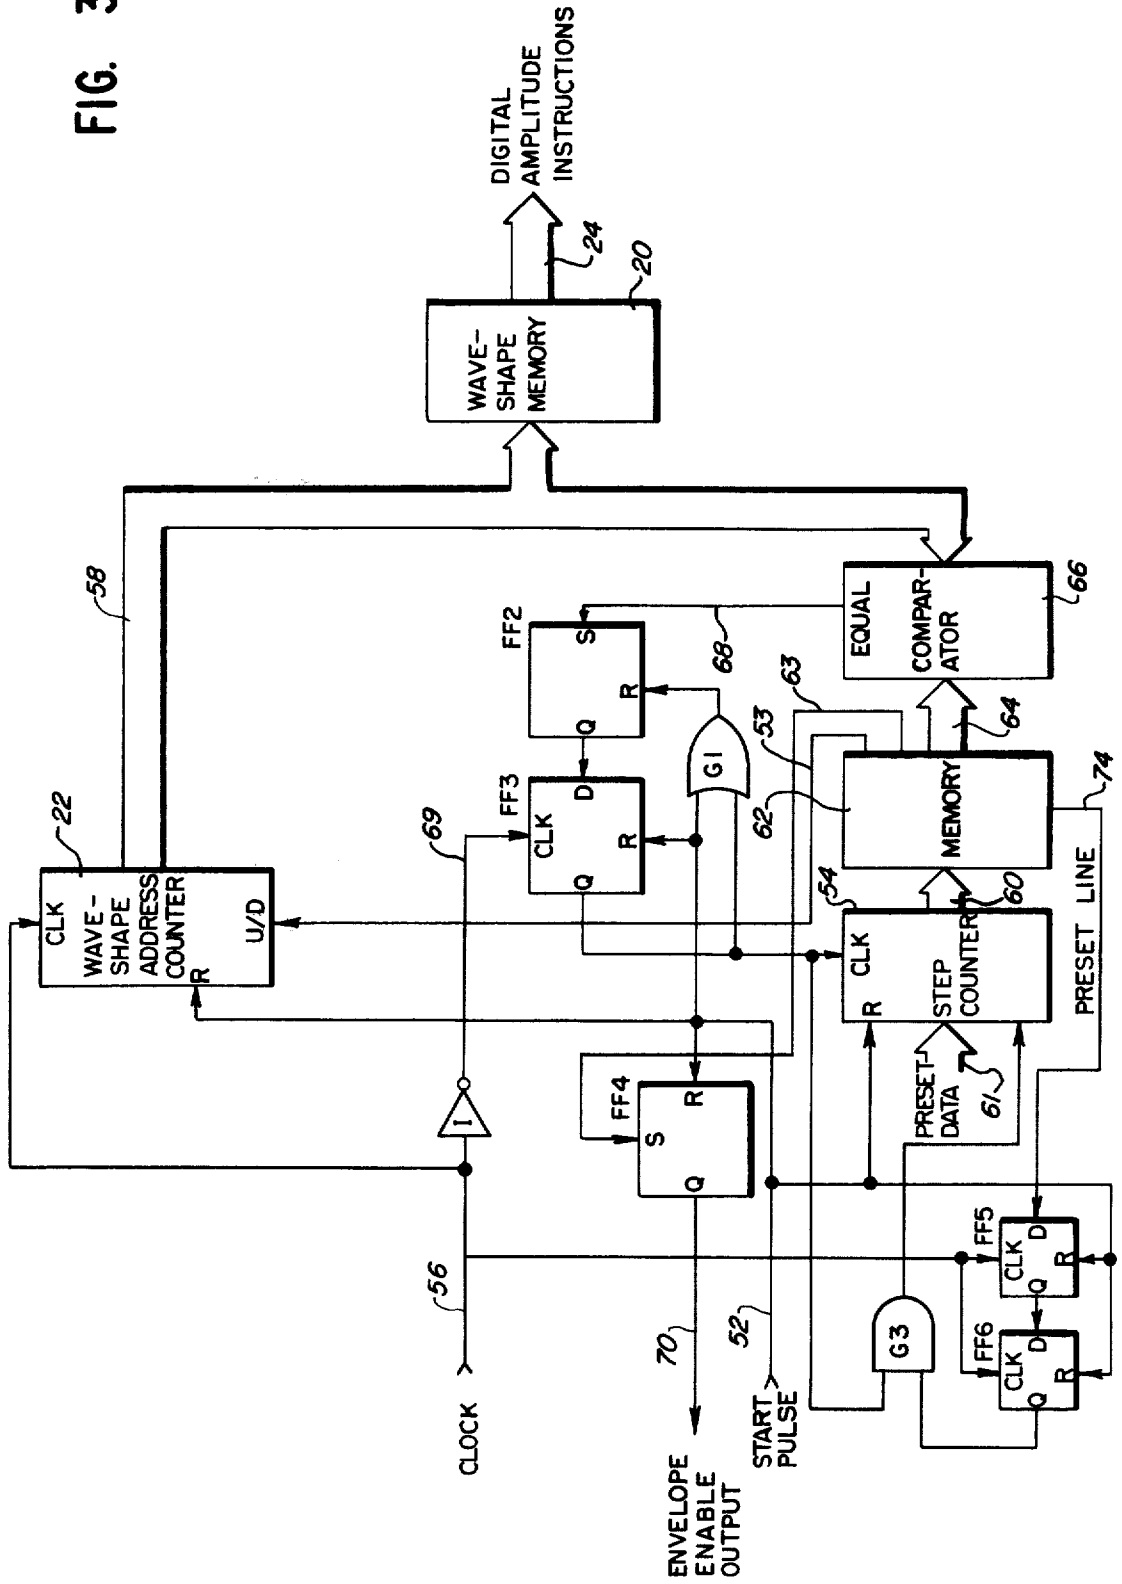 FIG. 3
DIGITAL
AMPLITUDE
INSTRUCTIONS
24
20
WAVE-
SHAPE
MEMORY
58
22
CLK
WAVE-
SHAPE
ADDRESS
COUNTER
R
U/D
69
FF2
S
Q
R
FF3
CLK
D
Q
R
G1
68
EQUAL
COMPAR-
ATOR
66
63
53
62
MEMORY
64
74
54
CLK
R
STEP
COUNTER
60
PRESET LINE
PRESET
DATA
61
I
FF4
S
R
Q
CLOCK
56
70
ENVELOPE
ENABLE
OUTPUT
52
START
PULSE
G3
FF5
CLK
D
Q
R
FF6
CLK
D
Q
R